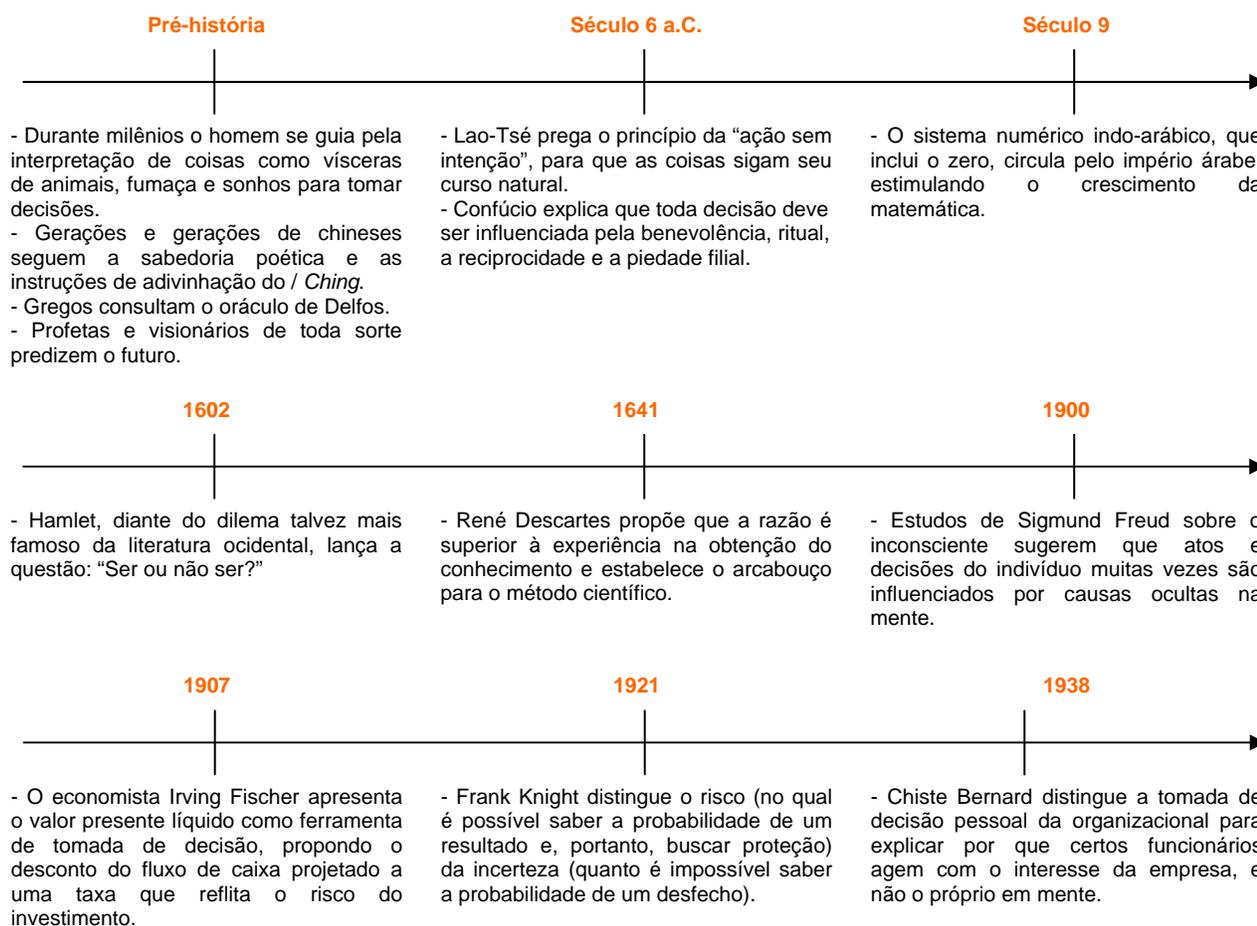 Pré-história
- Durante milênios o homem se guia pela
interpretação de coisas como vísceras
de animais, fumaça e sonhos para tomar
decisões.
- Gerações e gerações de chineses
seguem a sabedoria poética e as
instruções de adivinhação do / Ching.
- Gregos consultam o oráculo de Delfos.
- Profetas e visionários de toda sorte
predizem o futuro.
Século 6 a.C.
- Lao-Tsé prega o princípio da “ação sem
intenção”, para que as coisas sigam seu
curso natural.
- Confúcio explica que toda decisão deve
ser influenciada pela benevolência, ritual,
a reciprocidade e a piedade filial.
Século 9
- O sistema numérico indo-arábico, que
inclui o zero, circula pelo império árabe
estimulando o crescimento da
matemática.
1602
- Hamlet, diante do dilema talvez mais
famoso da literatura ocidental, lança a
questão: “Ser ou não ser?”
1641
- René Descartes propõe que a razão é
superior à experiência na obtenção do
conhecimento e estabelece o arcabouço
para o método científico.
1900
- Estudos de Sigmund Freud sobre o
inconsciente sugerem que atos e
decisões do indivíduo muitas vezes são
influenciados por causas ocultas na
mente.
1907
- O economista Irving Fischer apresenta
o valor presente líquido como ferramenta
de tomada de decisão, propondo o
desconto do fluxo de caixa projetado a
uma taxa que reflita o risco do
investimento.
1921
- Frank Knight distingue o risco (no qual
é possível saber a probabilidade de um
resultado e, portanto, buscar proteção)
da incerteza (quanto é impossível saber
a probabilidade de um desfecho).
1938
- Chiste Bernard distingue a tomada de
decisão pessoal da organizacional para
explicar por que certos funcionários
agem com o interesse da empresa, e
não o próprio em mente.